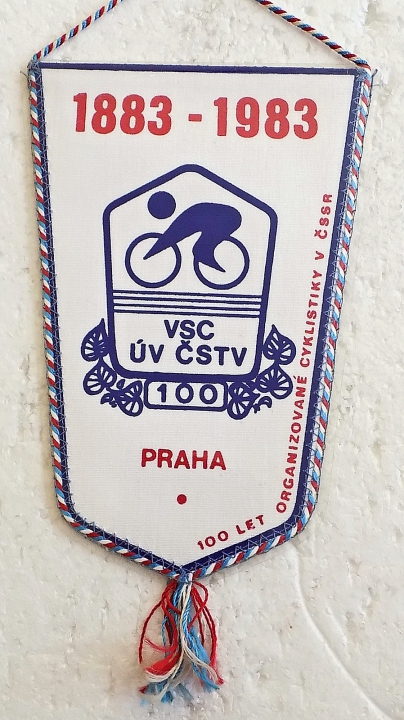 1883 - 1983
VSC
ÚV ČSTV
100
PRAHA
100 LET ORGANIZOVANÉ CYKLISTIKY V ČSSR